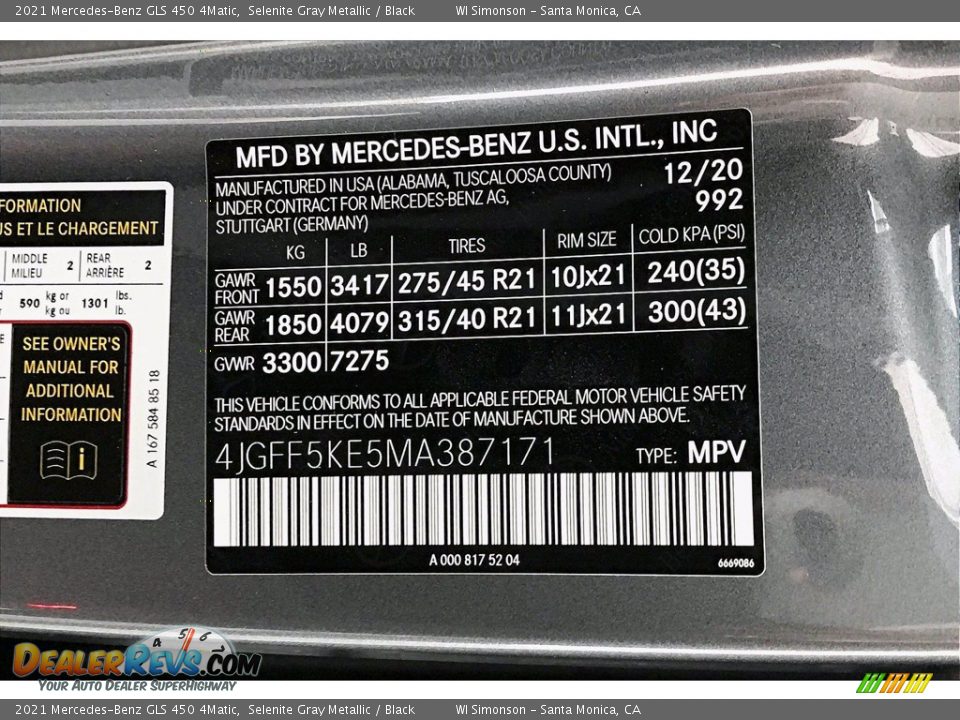 2021 Mercedes-Benz GLS 450 4Matic, Selenite Gray Metallic / Black WI Simonson - Santa Monica, CA
MFD BY MERCEDES-BENZ U.S. INTL., INC
MANUFACTURED IN USA (ALABAMA, TUSCALOOSA COUNTY) 12/20
UNDER CONTRACT FOR MERCEDES-BENZ AG, 992
STUTTGART (GERMANY)
KG LB TIRES RIM SIZE COLD KPA (PSI)
GAWR FRONT 1550 3417 275/45 R21 10Jx21 240(35)
GAWR REAR 1850 4079 315/40 R21 11Jx21 300(43)
GVWR 3300 7275
THIS VEHICLE CONFORMS TO ALL APPLICABLE FEDERAL MOTOR VEHICLE SAFETY
STANDARDS IN EFFECT ON THE DATE OF MANUFACTURE SHOWN ABOVE.
4JGFF5KE5MA387171 TYPE: MPV
A 000 817 52 04 6669086
ET LE CHARGEMENT
MIDDLE MILIEU 2 REAR ARRIÈRE 2
590 kg or kg ou 1301 lbs. lb.
SEE OWNER'S
MANUAL FOR
ADDITIONAL
INFORMATION
i
A 167 584 85 18
4 5 6
DEALERREVS.COM
YOUR AUTO DEALER SUPERHIGHWAY
2021 Mercedes-Benz GLS 450 4Matic, Selenite Gray Metallic / Black WI Simonson - Santa Monica, CA